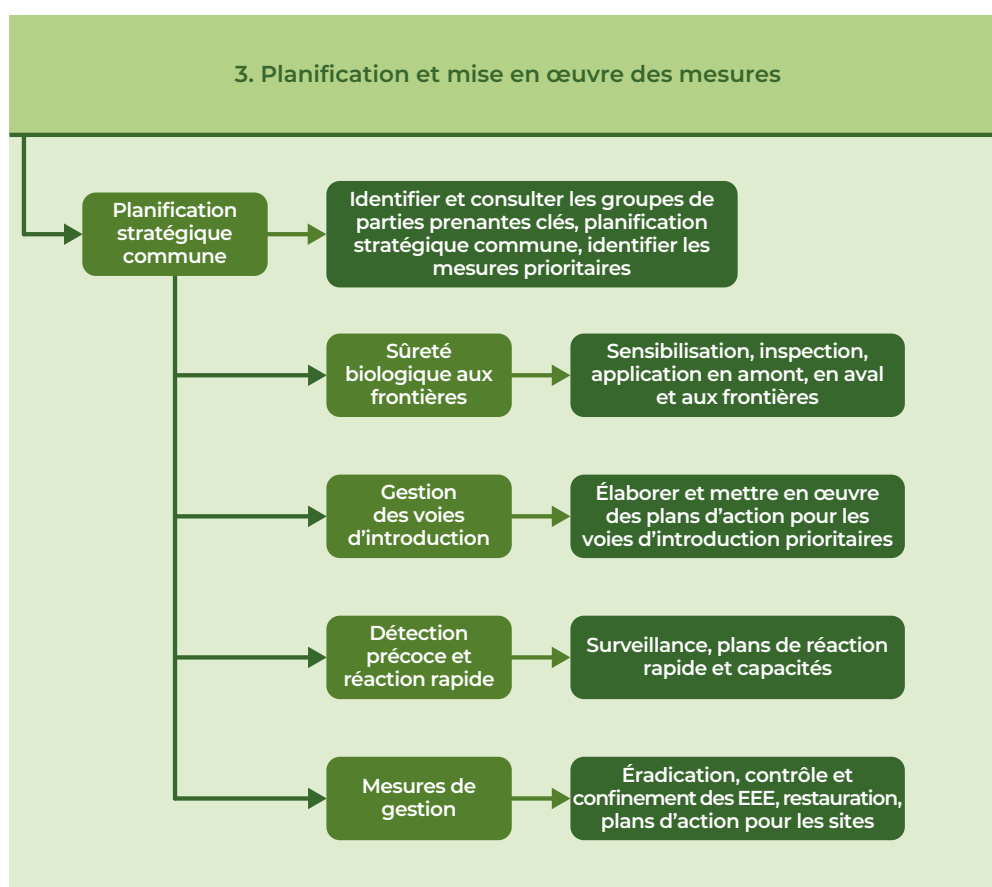 3. Planification et mise en œuvre des mesures
Planification
stratégique
commune
Identifier et consulter les groupes de
parties prenantes clés, planification
stratégique commune, identifier les
mesures prioritaires
Sûreté
biologique aux
frontières
Sensibilisation, inspection,
application en amont, en aval
et aux frontières
Gestion
des voies
d’introduction
Élaborer et mettre en œuvre
des plans d’action pour les
voies d’introduction prioritaires
Détection
précoce et
réaction rapide
Surveillance, plans de réaction
rapide et capacités
Mesures de
gestion
Éradication, contrôle et
confinement des EEE, restauration,
plans d’action pour les sites